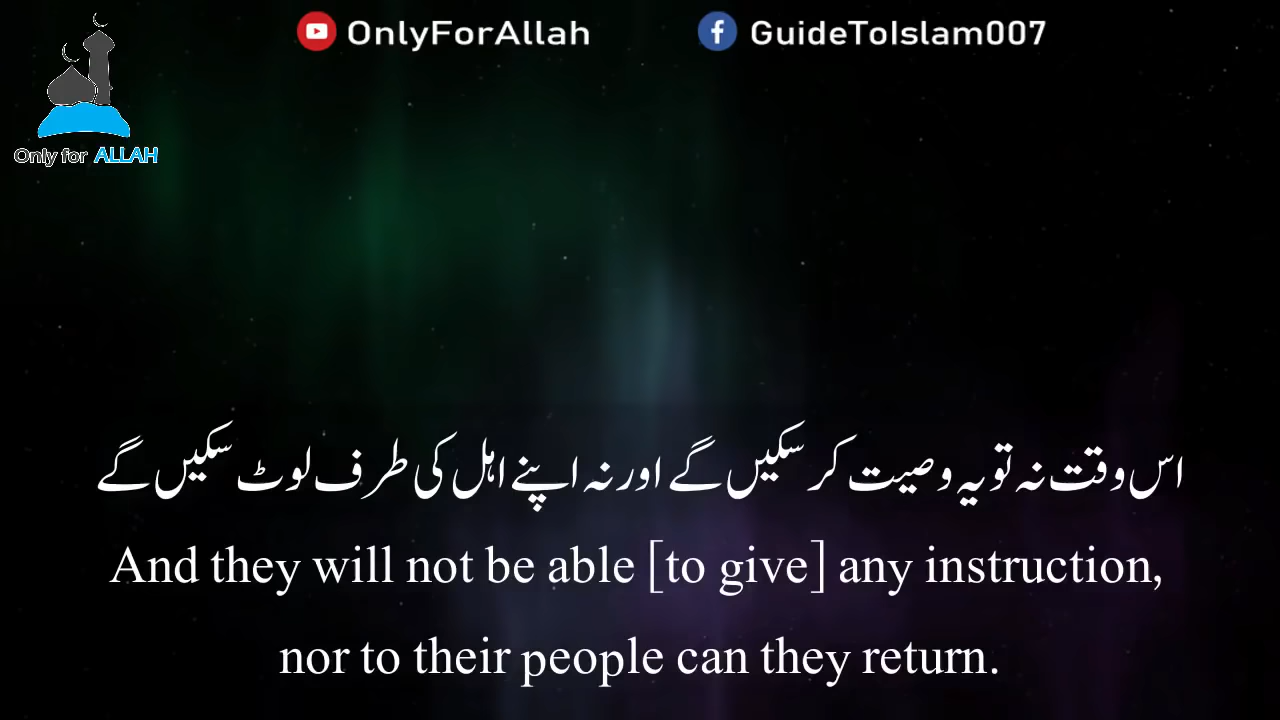 OnlyForAllah GuideToIslam007
Only for ALLAH
اس وقت نہ تو یہ وصیت کر سکیں گے اور نہ اپنے اہل کی طرف لوٹ سکیں گے
And they will not be able [to give] any instruction,
nor to their people can they return.